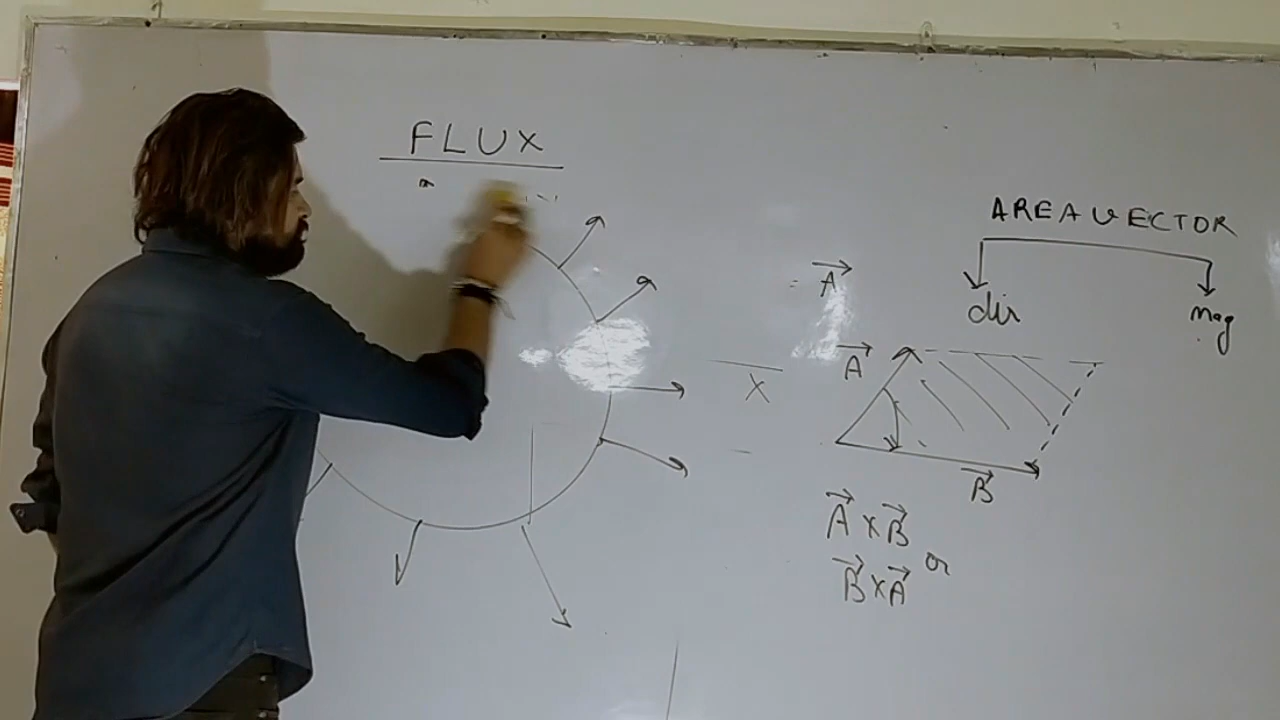 FLUX
AREA VECTOR
= A⃗
dir
mag
A⃗
X
B⃗
A⃗ x B⃗
or
B⃗ x A⃗